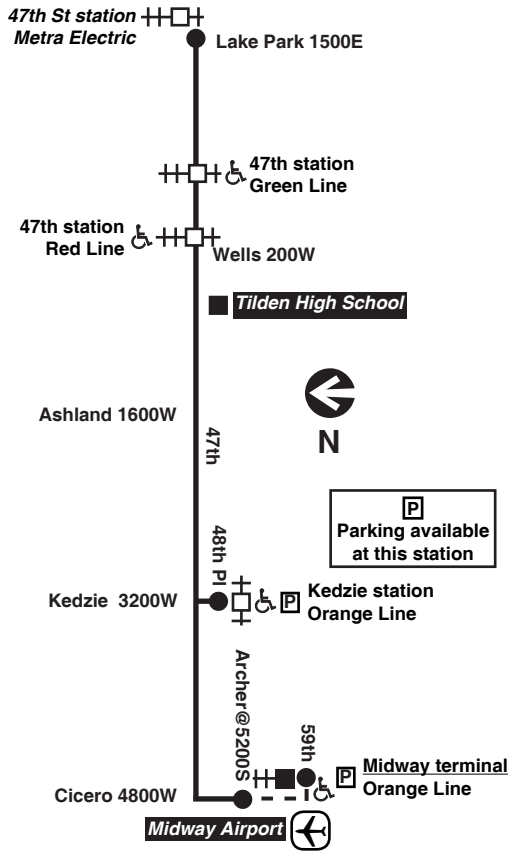 47th St station
Metra Electric
Lake Park 1500E
47th station
Green Line
47th station
Red Line
Wells 200W
Tilden High School
Ashland 1600W
47th
N
P
Parking available
at this station
48th Pl
Kedzie 3200W
P
Kedzie station
Orange Line
Archer@5200S
59th
P
Midway terminal
Orange Line
Cicero 4800W
Midway Airport